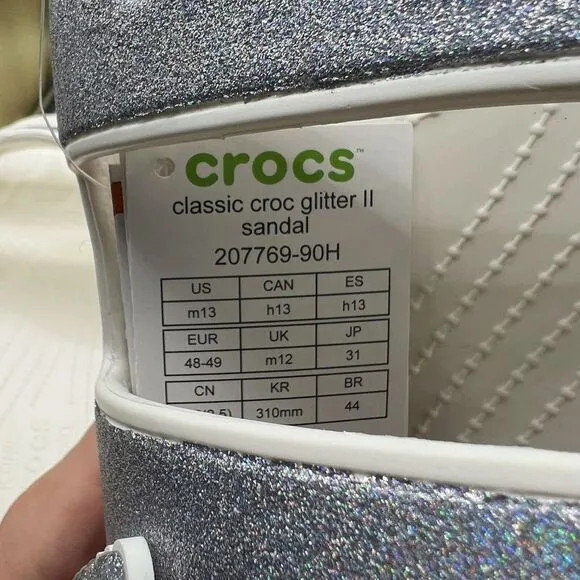 crocs™
classic croc glitter II
sandal
207769-90H
US CAN ES
m13 h13 h13
EUR UK JP
48-49 m12 31
CN KR BR
310mm 44